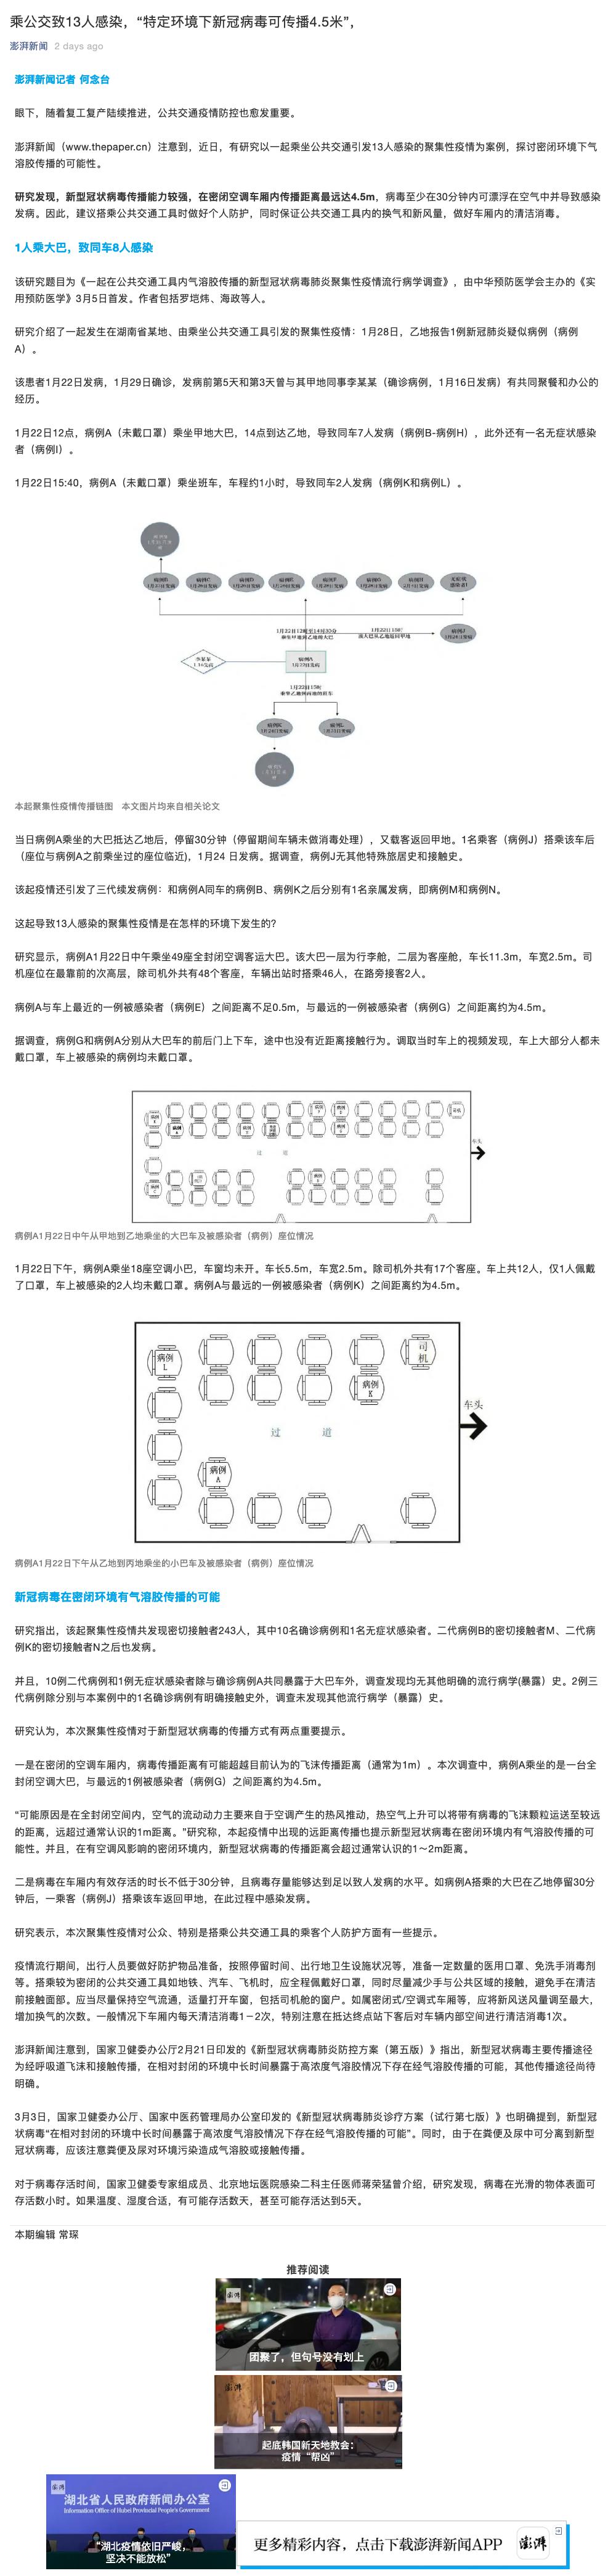 乘公交致13人感染，“特定环境下新冠病毒可传播4.5米”，
澎湃新闻 2 days ago
澎湃新闻记者 何念台
眼下，随着复工复产陆续推进，公共交通疫情防控也愈发重要。
澎湃新闻（www.thepaper.cn）注意到，近日，有研究以一起乘坐公共交通引发13人感染的聚集性疫情为案例，探讨密闭环境下气
溶胶传播的可能性。
研究发现，新型冠状病毒传播能力较强，在密闭空调车厢内传播距离最远达4.5m，病毒至少在30分钟内可漂浮在空气中并导致感染
发病。因此，建议搭乘公共交通工具时做好个人防护，同时保证公共交通工具内的换气和新风量，做好车厢内的清洁消毒。
1人乘大巴，致同车8人感染
该研究题目为《一起在公共交通工具内气溶胶传播的新型冠状病毒肺炎聚集性疫情流行病学调查》，由中华预防医学会主办的《实
用预防医学》3月5日首发。作者包括罗垲炜、海政等人。
研究介绍了一起发生在湖南省某地、由乘坐公共交通工具引发的聚集性疫情：1月28日，乙地报告1例新冠肺炎疑似病例（病例
A）。
该患者1月22日发病，1月29日确诊，发病前第5天和第3天曾与其甲地同事李某某（确诊病例，1月16日发病）有共同聚餐和办公的
经历。
1月22日12点，病例A（未戴口罩）乘坐甲地大巴，14点到达乙地，导致同车7人发病（病例B-病例H），此外还有一名无症状感染
者（病例I）。
1月22日15:40，病例A（未戴口罩）乘坐班车，车程约1小时，导致同车2人发病（病例K和病例L）。
病例A
病例K
病例L
本起聚集性疫情传播链图 本文图片均来自相关论文
当日病例A乘坐的大巴抵达乙地后，停留30分钟（停留期间车辆未做消毒处理），又载客返回甲地。1名乘客（病例J）搭乘该车后
（座位与病例A之前乘坐过的座位临近)，1月24 日发病。据调查，病例J无其他特殊旅居史和接触史。
该起疫情还引发了三代续发病例：和病例A同车的病例B、病例K之后分别有1名亲属发病，即病例M和病例N。
这起导致13人感染的聚集性疫情是在怎样的环境下发生的?
研究显示，病例A1月22日中午乘坐49座全封闭空调客运大巴。该大巴一层为行李舱，二层为客座舱，车长11.3m，车宽2.5m。司
机座位在最靠前的次高层，除司机外共有48个客座，车辆出站时搭乘46人，在路旁接客2人。
病例A与车上最近的一例被感染者（病例E）之间距离不足0.5m，与最远的一例被感染者（病例G）之间距离约为4.5m。
据调查，病例G和病例A分别从大巴车的前后门上下车，途中也没有近距离接触行为。调取当时车上的视频发现，车上大部分人都未
戴口罩，车上被感染的病例均未戴口罩。
过 道
车头
病例A1月22日中午从甲地到乙地乘坐的大巴车及被感染者（病例）座位情况
1月22日下午，病例A乘坐18座空调小巴，车窗均未开。车长5.5m，车宽2.5m。除司机外共有17个客座。车上共12人，仅1人佩戴
了口罩，车上被感染的2人均未戴口罩。病例A与最远的一例被感染者（病例K）之间距离约为4.5m。
司
机
病例
L
病例
K
车头
过 道
病例
A
病例A1月22日下午从乙地到丙地乘坐的小巴车及被感染者（病例）座位情况
新冠病毒在密闭环境有气溶胶传播的可能
研究指出，该起聚集性疫情共发现密切接触者243人，其中10名确诊病例和1名无症状感染者。二代病例B的密切接触者M、二代病
例K的密切接触者N之后也发病。
并且，10例二代病例和1例无症状感染者除与确诊病例A共同暴露于大巴车外，调查发现均无其他明确的流行病学(暴露）史。2例三
代病例除分别与本案例中的1名确诊病例有明确接触史外，调查未发现其他流行病学（暴露）史。
研究认为，本次聚集性疫情对于新型冠状病毒的传播方式有两点重要提示。
一是在密闭的空调车厢内，病毒传播距离有可能超越目前认为的飞沫传播距离（通常为1m）。本次调查中，病例A乘坐的是一台全
封闭空调大巴，与最远的1例被感染者（病例G）之间距离约为4.5m。
“可能原因是在全封闭空间内，空气的流动动力主要来自于空调产生的热风推动，热空气上升可以将带有病毒的飞沫颗粒运送至较远
的距离，远超过通常认识的1m距离。”研究称，本起疫情中出现的远距离传播也提示新型冠状病毒在密闭环境内有气溶胶传播的可
能性。并且，在有空调风影响的密闭环境内，新型冠状病毒的传播距离会超过通常认识的1～2m距离。
二是病毒在车厢内有效存活的时长不低于30分钟，且病毒存量能够达到足以致人发病的水平。如病例A搭乘的大巴在乙地停留30分
钟后，一乘客（病例J）搭乘该车返回甲地，在此过程中感染发病。
研究表示，本次聚集性疫情对公众、特别是搭乘公共交通工具的乘客个人防护方面有一些提示。
疫情流行期间，出行人员要做好防护物品准备，按照停留时间、出行地卫生设施状况等，准备一定数量的医用口罩、免洗手消毒剂
等。搭乘较为密闭的公共交通工具如地铁、汽车、飞机时，应全程佩戴好口罩，同时尽量减少手与公共区域的接触，避免手在清洁
前接触面部。应当尽量保持空气流通，适量打开车窗，包括司机舱的窗户。如属密闭式/空调式车厢等，应将新风送风量调至最大，
增加换气的次数。一般情况下车厢内每天清洁消毒1－2次，特别注意在抵达终点站下客后对车辆内部空间进行清洁消毒1次。
澎湃新闻注意到，国家卫健委办公厅2月21日印发的《新型冠状病毒肺炎防控方案（第五版）》指出，新型冠状病毒主要传播途径
为经呼吸道飞沫和接触传播，在相对封闭的环境中长时间暴露于高浓度气溶胶情况下存在经气溶胶传播的可能，其他传播途径尚待
明确。
3月3日，国家卫健委办公厅、国家中医药管理局办公室印发的《新型冠状病毒肺炎诊疗方案（试行第七版）》也明确提到，新型冠
状病毒“在相对封闭的环境中长时间暴露于高浓度气溶胶情况下存在经气溶胶传播的可能”。同时，由于在粪便及尿中可分离到新型
冠状病毒，应该注意粪便及尿对环境污染造成气溶胶或接触传播。
对于病毒存活时间，国家卫健委专家组成员、北京地坛医院感染二科主任医师蒋荣猛曾介绍，研究发现，病毒在光滑的物体表面可
存活数小时。如果温度、湿度合适，有可能存活数天，甚至可能存活达到5天。
本期编辑 常琛
推荐阅读
澎湃
团聚了，但句号没有划上
澎湃
起底韩国新天地教会：
疫情“帮凶”
澎湃
湖北省人民政府新闻办公室
Information Office of Hubei Provincial People's Government
“湖北疫情依旧严峻，
坚决不能放松”
更多精彩内容，点击下载澎湃新闻APP
澎湃